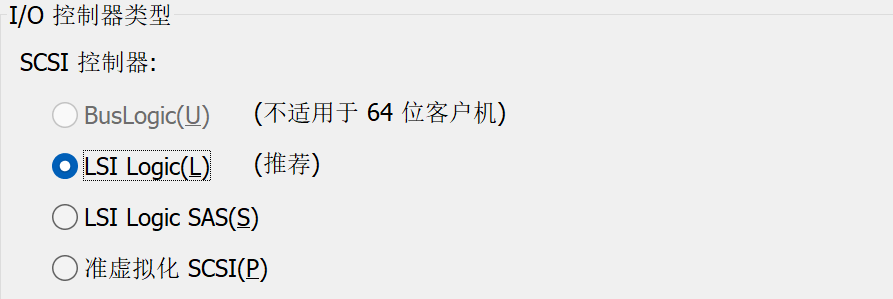 I/O 控制器类型
SCSI 控制器:
BusLogic(U) (不适用于 64 位客户机)
LSI Logic(L) (推荐)
LSI Logic SAS(S)
准虚拟化 SCSI(P)